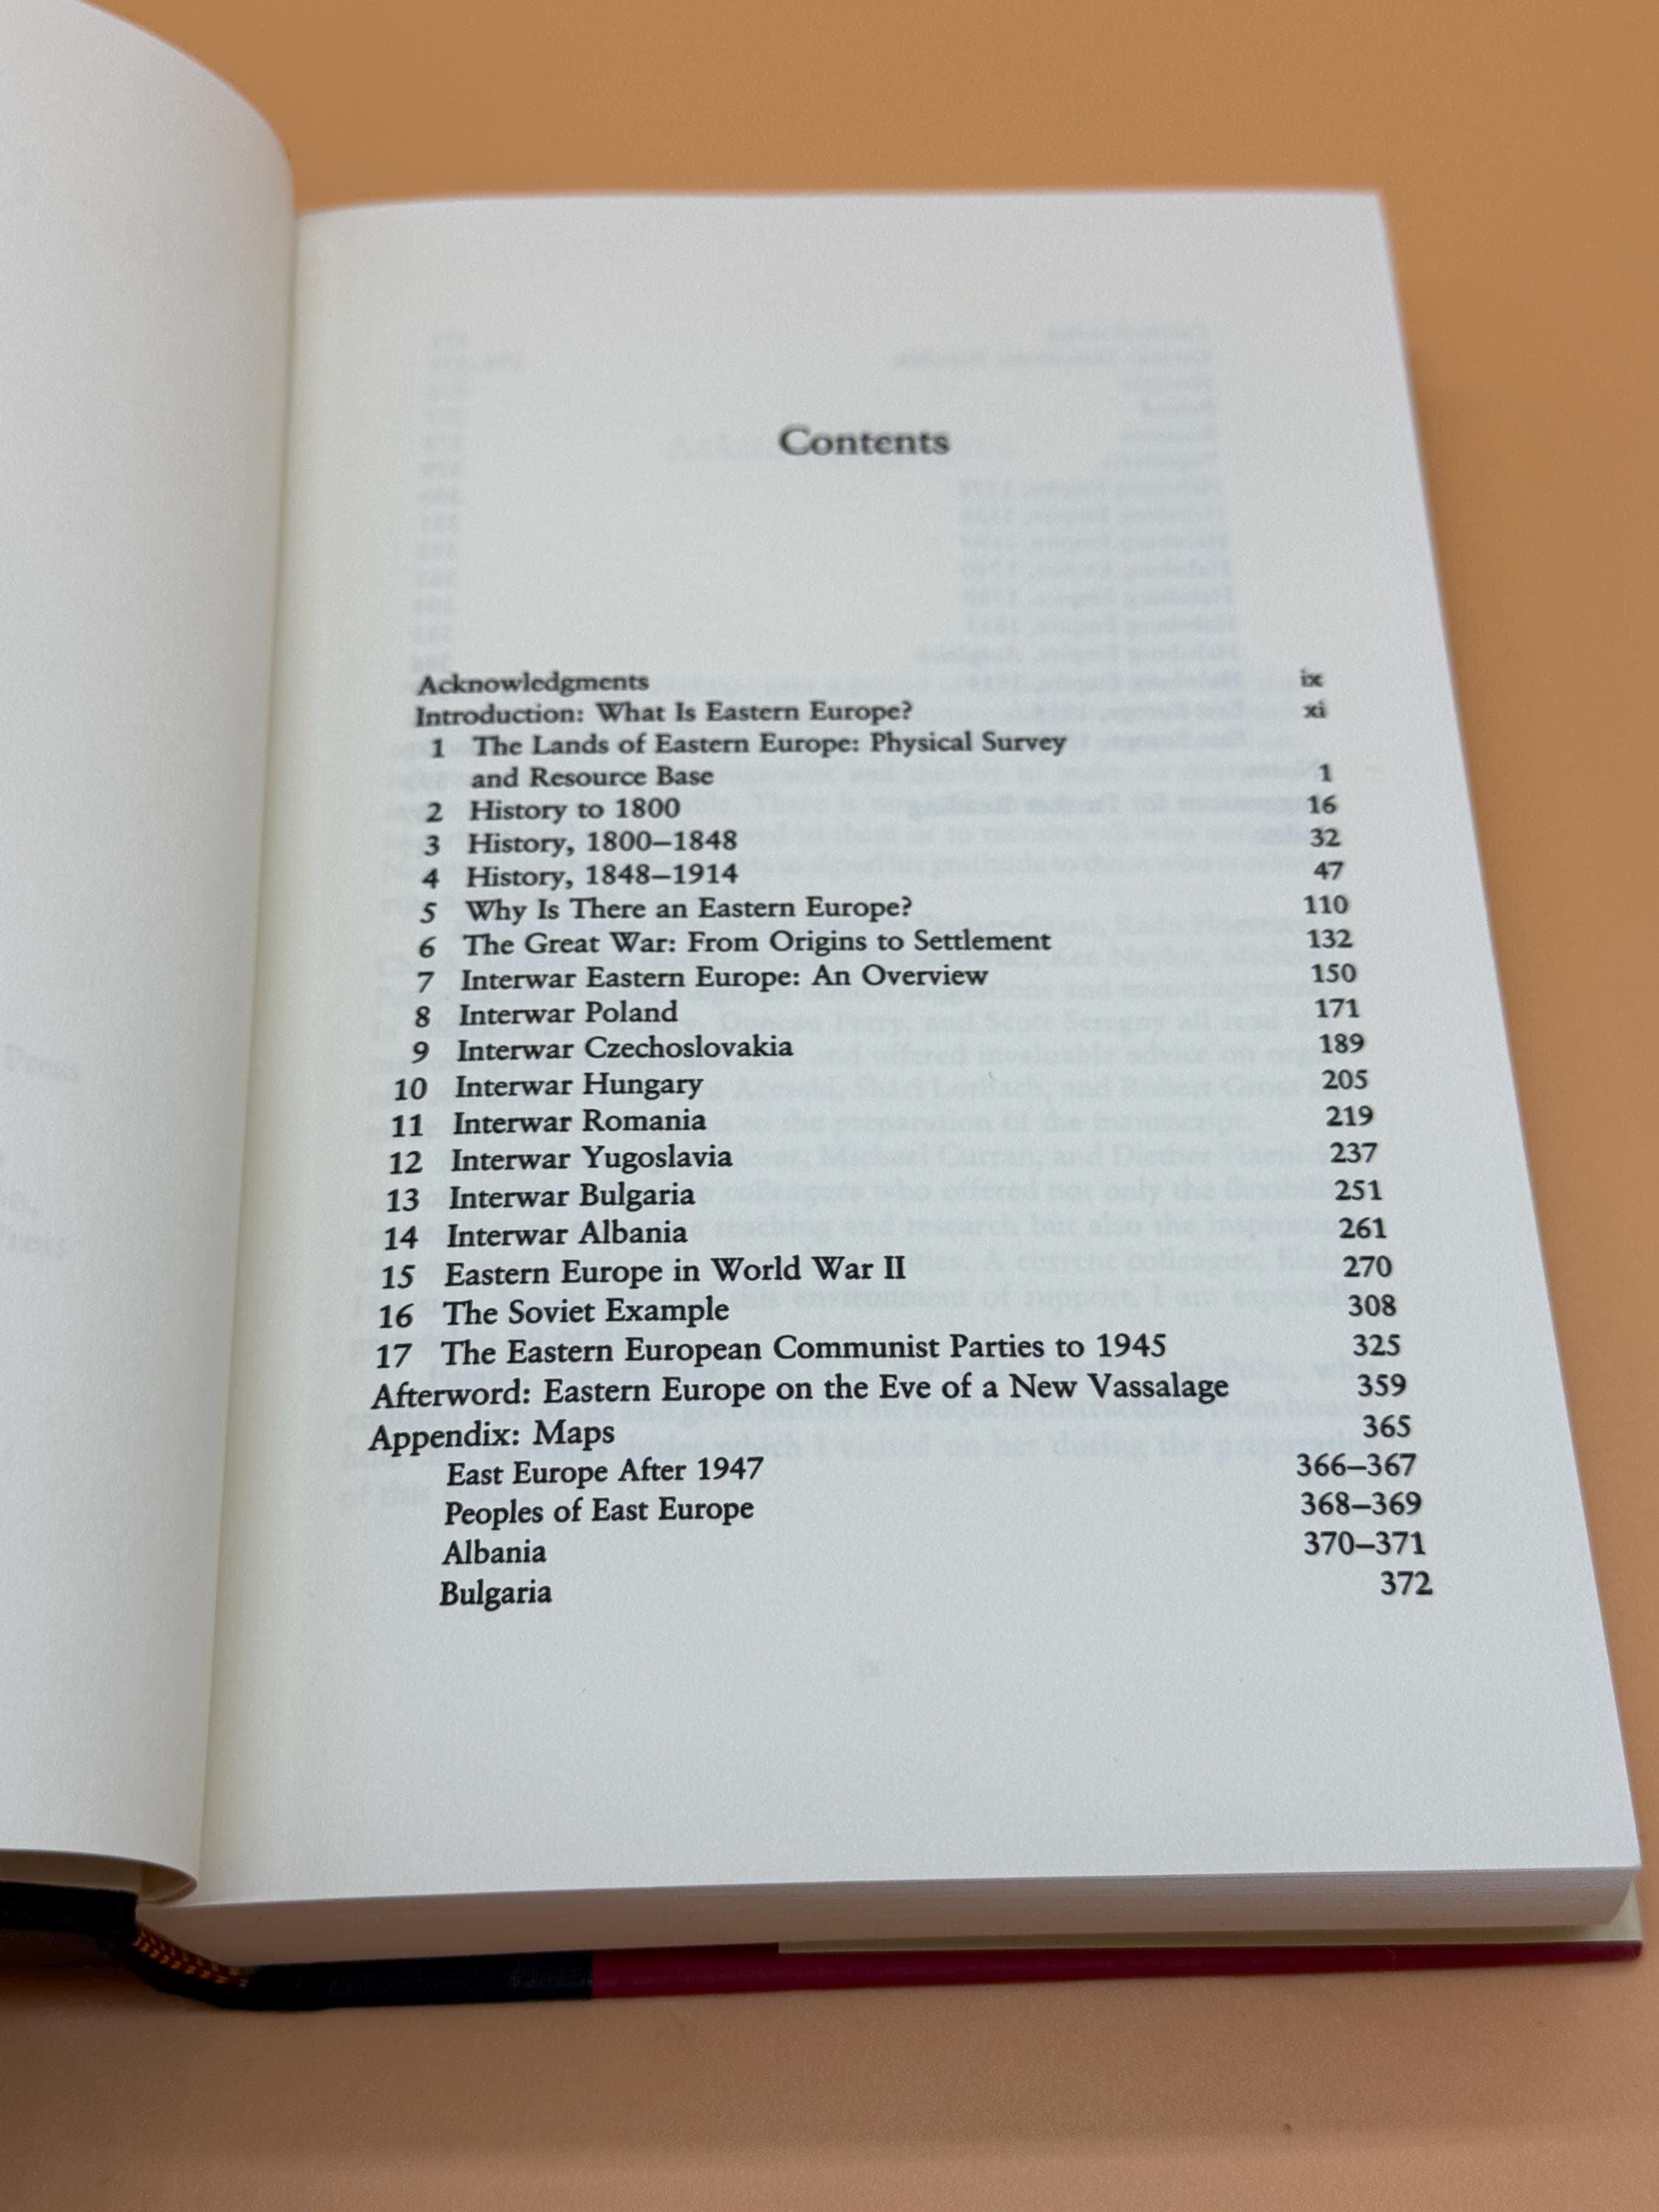 Contents
Acknowledgments ix
Introduction: What Is Eastern Europe? xi
1 The Lands of Eastern Europe: Physical Survey
and Resource Base 1
2 History to 1800 16
3 History, 1800–1848 32
4 History, 1848–1914 47
5 Why Is There an Eastern Europe? 110
6 The Great War: From Origins to Settlement 132
7 Interwar Eastern Europe: An Overview 150
8 Interwar Poland 171
9 Interwar Czechoslovakia 189
10 Interwar Hungary 205
11 Interwar Romania 219
12 Interwar Yugoslavia 237
13 Interwar Bulgaria 251
14 Interwar Albania 261
15 Eastern Europe in World War II 270
16 The Soviet Example 308
17 The Eastern European Communist Parties to 1945 325
Afterword: Eastern Europe on the Eve of a New Vassalage 359
Appendix: Maps 365
East Europe After 1947 366–367
Peoples of East Europe 368–369
Albania 370–371
Bulgaria 372